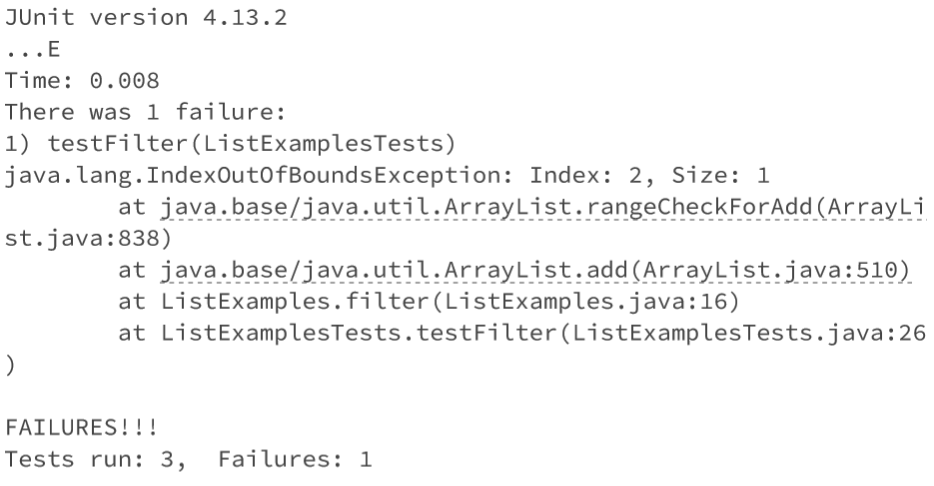 JUnit version 4.13.2
...E
Time: 0.008
There was 1 failure:
1) testFilter(ListExamplesTests)
java.lang.IndexOutOfBoundsException: Index: 2, Size: 1
        at java.base/java.util.ArrayList.rangeCheckForAdd(ArrayLi
st.java:838)
        at java.base/java.util.ArrayList.add(ArrayList.java:510)
        at ListExamples.filter(ListExamples.java:16)
        at ListExamplesTests.testFilter(ListExamplesTests.java:26
)

FAILURES!!!
Tests run: 3,  Failures: 1